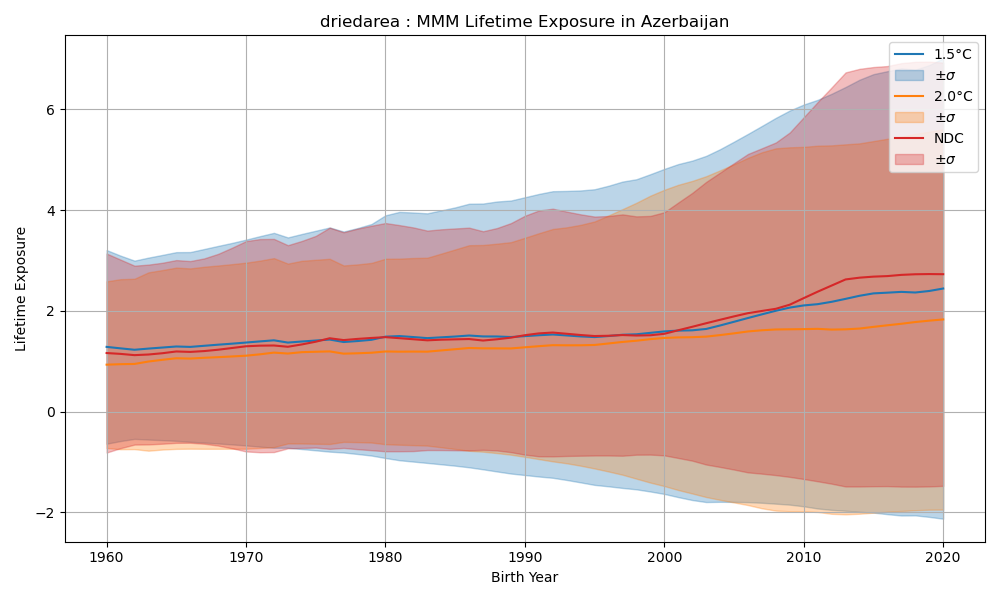 driedarea : MMM Lifetime Exposure in Azerbaijan
1.5°C
±σ
2.0°C
±σ
NDC
±σ
Lifetime Exposure
6
4
2
0
−2
1960 1970 1980 1990 2000 2010 2020
Birth Year